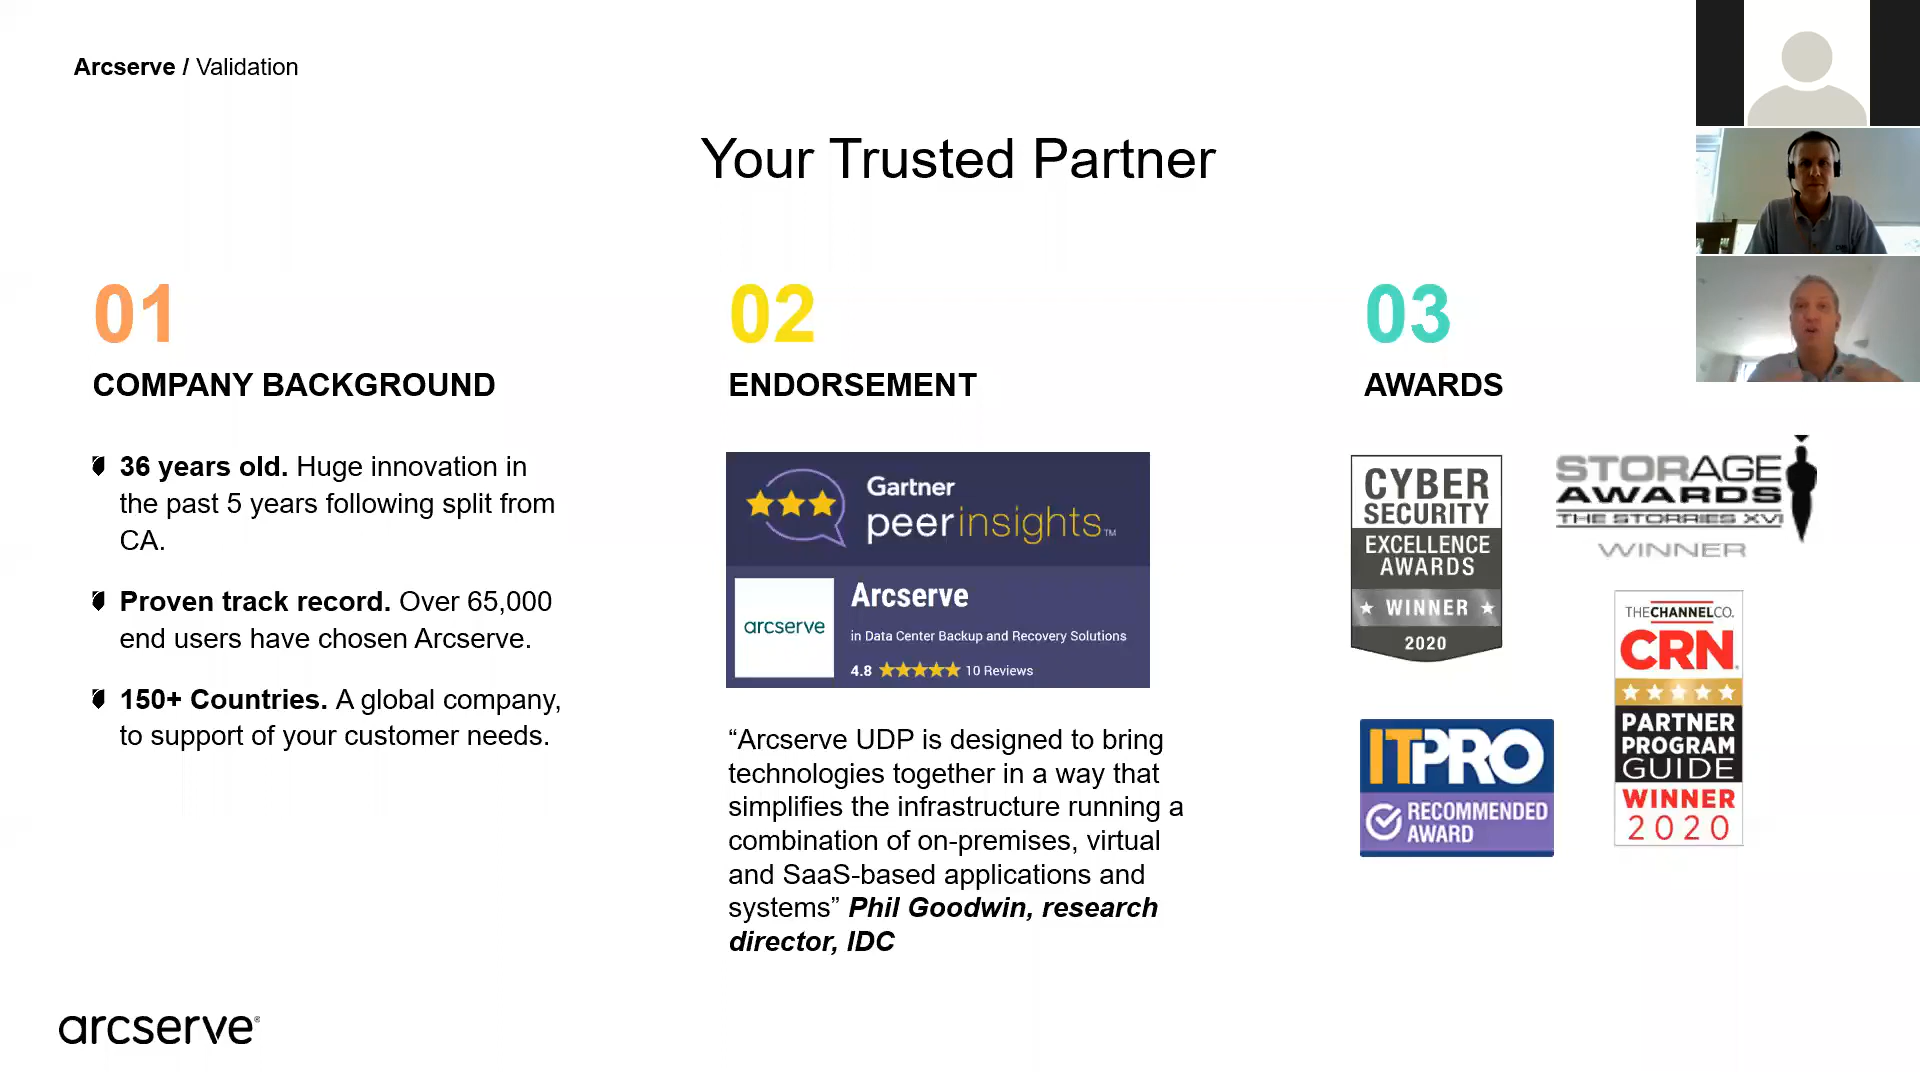 Arcserve / Validation
Your Trusted Partner
01
COMPANY BACKGROUND
36 years old. Huge innovation in
the past 5 years following split from
CA.
Proven track record. Over 65,000
end users have chosen Arcserve.
150+ Countries. A global company,
to support of your customer needs.
02
ENDORSEMENT
Gartner
peerinsights™
arcserve
Arcserve
in Data Center Backup and Recovery Solutions
4.8
10 Reviews
“Arcserve UDP is designed to bring
technologies together in a way that
simplifies the infrastructure running a
combination of on-premises, virtual
and SaaS-based applications and
systems” Phil Goodwin, research
director, IDC
03
AWARDS
CYBER
SECURITY
EXCELLENCE
AWARDS
WINNER
2020
STORAGE
AWARDS
THE STORRIES XVI
WINNER
THE CHANNEL CO.
CRN®
PARTNER
PROGRAM
GUIDE
WINNER
2020
ITPRO
RECOMMENDED
AWARD
arcserve®